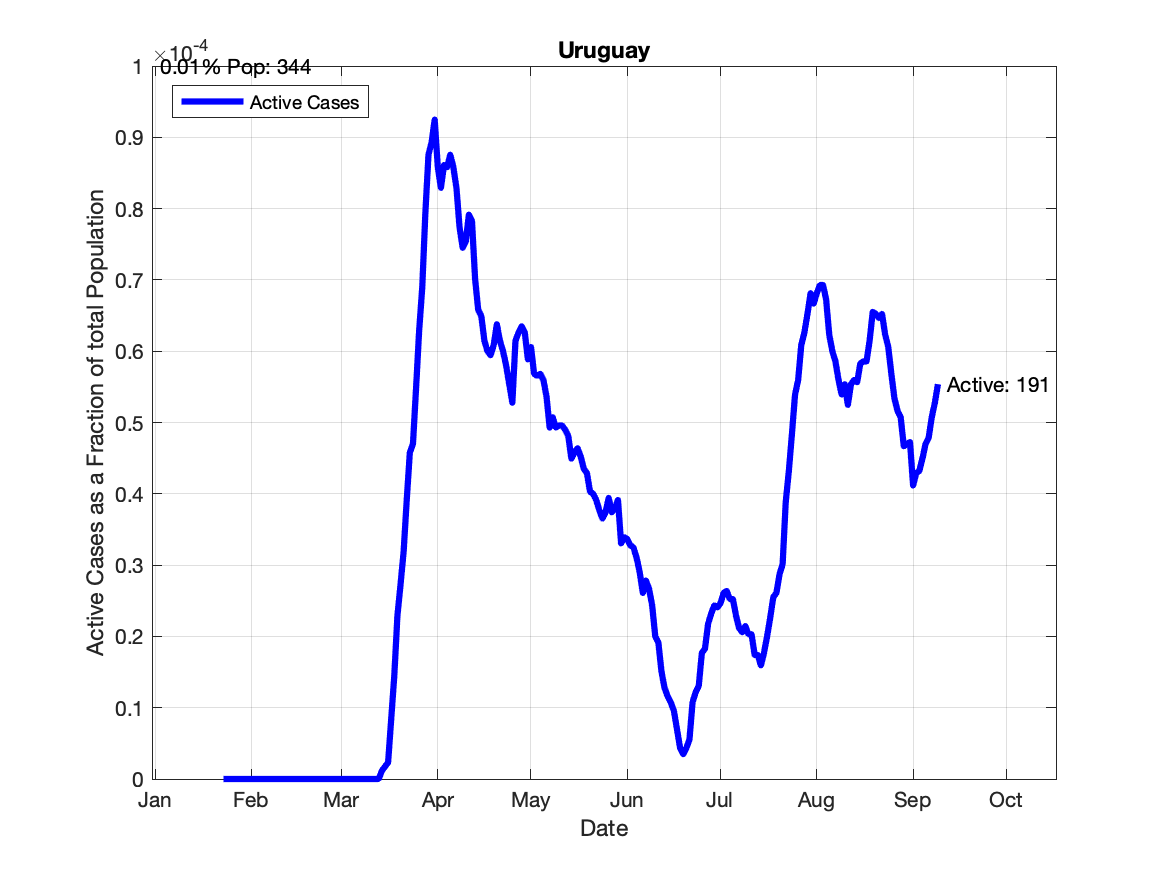 Uruguay
×10-4
0.01% Pop: 344
Active Cases
1
0.9
0.8
0.7
0.6
0.5
0.4
0.3
0.2
0.1
0
Active Cases as a Fraction of total Population
Active: 191
Jan Feb Mar Apr May Jun Jul Aug Sep Oct
Date